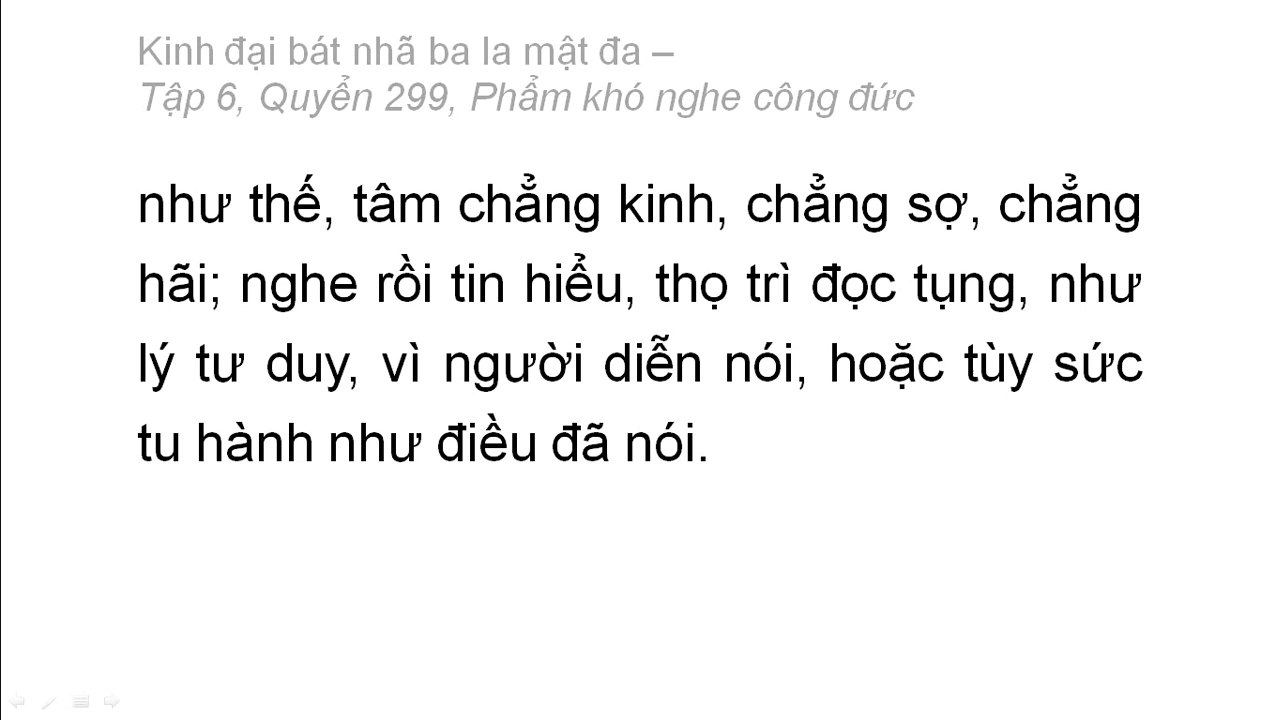 Kinh đại bát nhã ba la mật đa –
Tập 6, Quyển 299, Phẩm khó nghe công đức
như thế, tâm chẳng kinh, chẳng sợ, chẳng
hãi; nghe rồi tin hiểu, thọ trì đọc tụng, như
lý tư duy, vì người diễn nói, hoặc tùy sức
tu hành như điều đã nói.